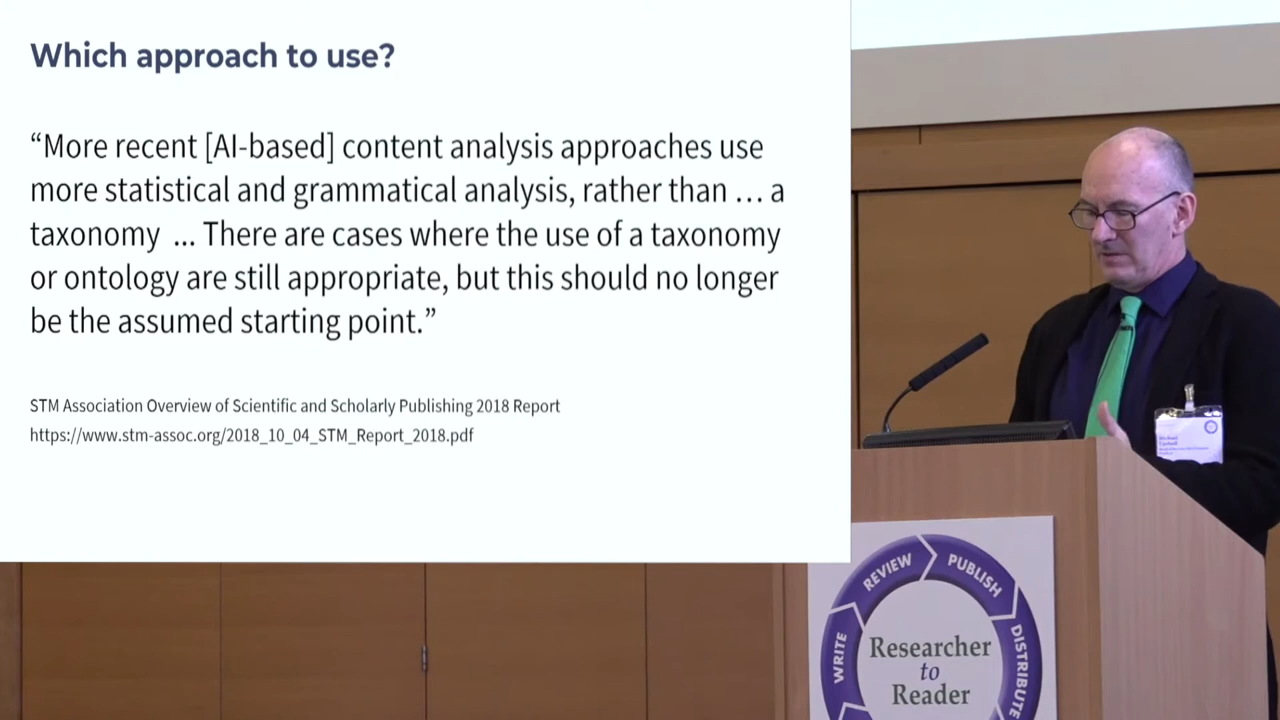 Which approach to use?
“More recent [AI-based] content analysis approaches use
more statistical and grammatical analysis, rather than … a
taxonomy ... There are cases where the use of a taxonomy
or ontology are still appropriate, but this should no longer
be the assumed starting point.”
STM Association Overview of Scientific and Scholarly Publishing 2018 Report
https://www.stm-assoc.org/2018_10_04_STM_Report_2018.pdf
Michael
WRITE
REVIEW
PUBLISH
DISTRIBUTE
Researcher
to
Reader